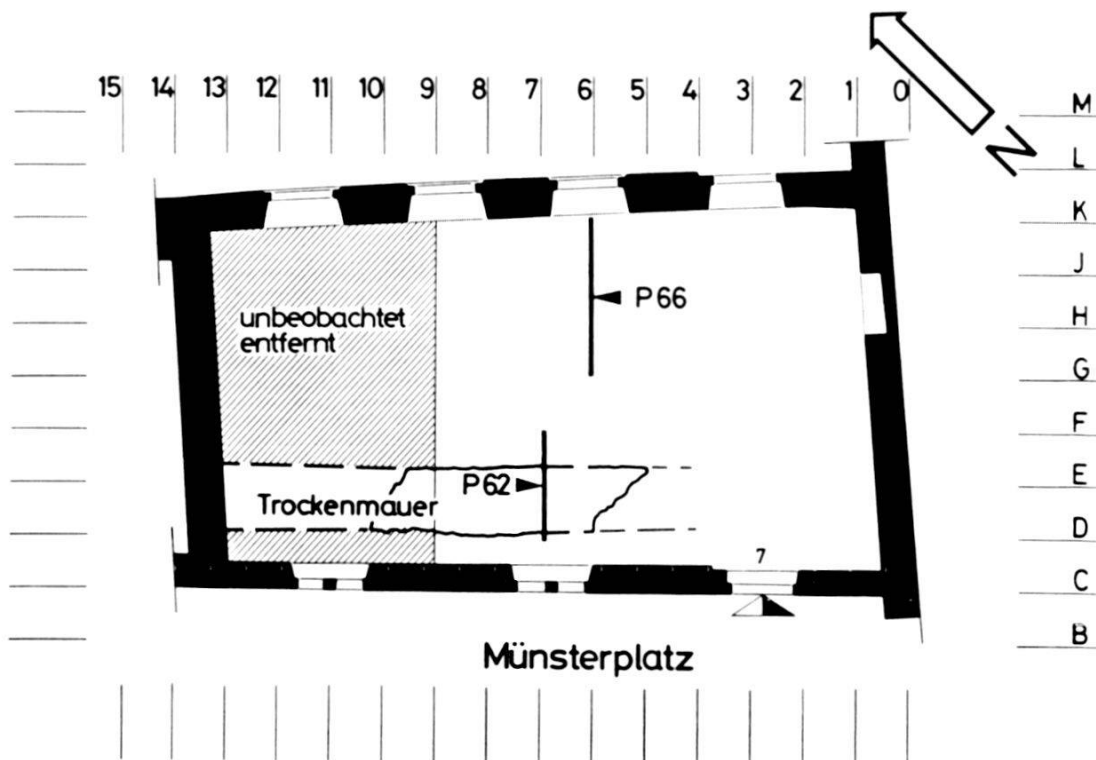 15 14 13 12 11 10 9 8 7 6 5 4 3 2 1 0
N
M
L
K
J
H
G
F
E
D
C
B
unbeobachtet
entfernt
P66
P62
Trockenmauer
7
Münsterplatz